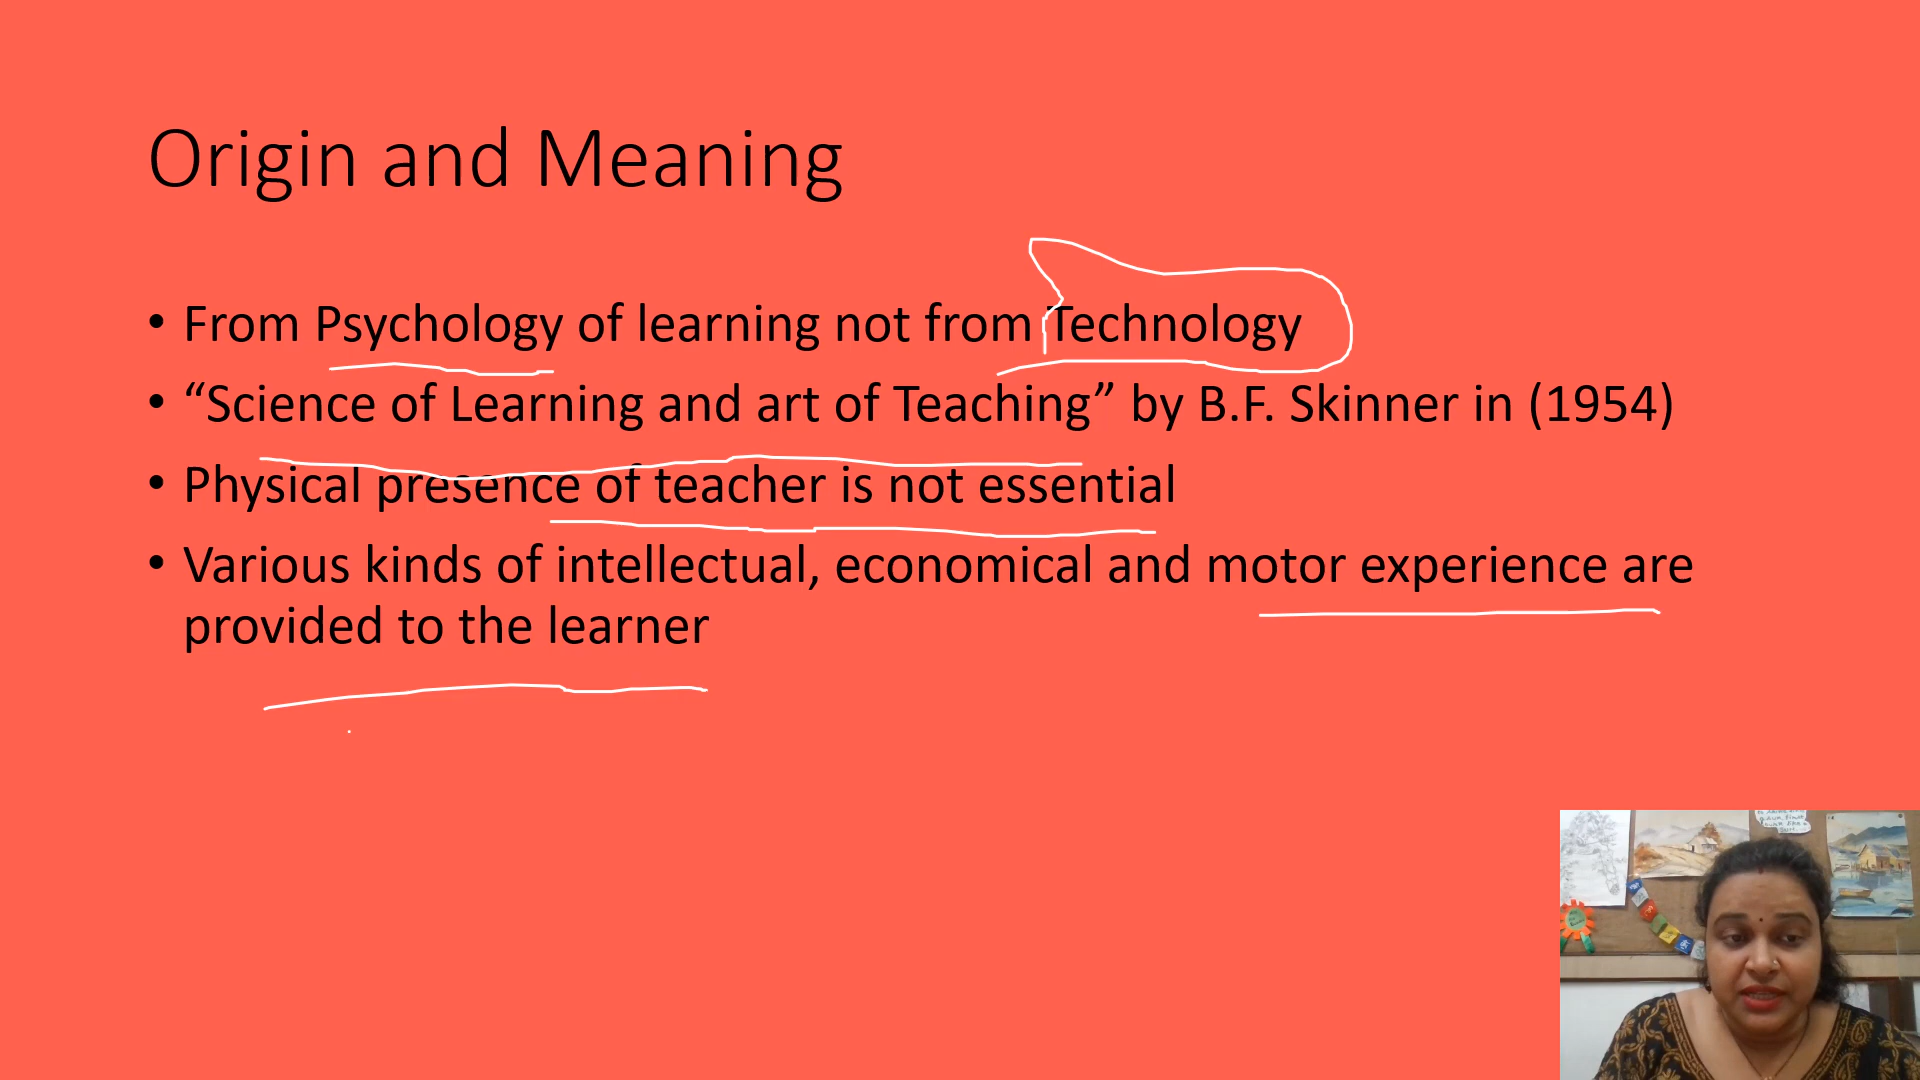 Origin and Meaning
• From Psychology of learning not from Technology
• “Science of Learning and art of Teaching” by B.F. Skinner in (1954)
• Physical presence of teacher is not essential
• Various kinds of intellectual, economical and motor experience are
provided to the learner